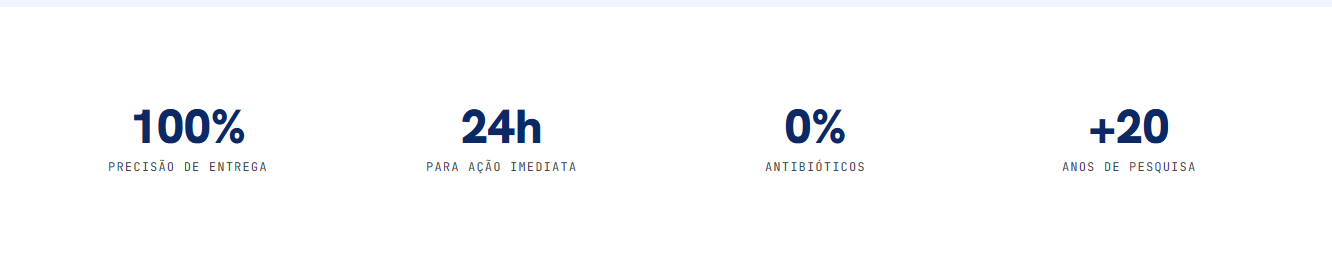 100% 24h 0% +20
PRECISÃO DE ENTREGA PARA AÇÃO IMEDIATA ANTIBIÓTICOS ANOS DE PESQUISA